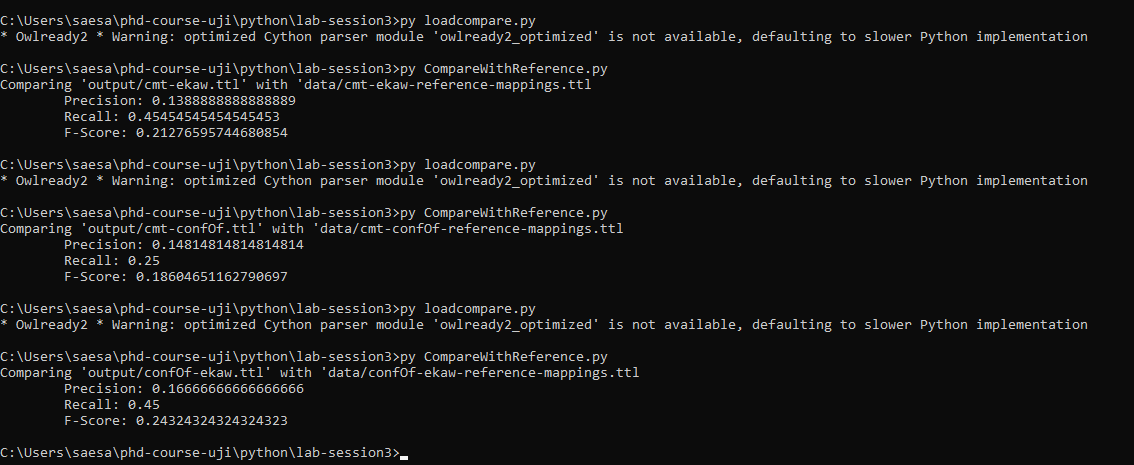 C:\Users\saesa\phd-course-uji\python\lab-session3>py loadcompare.py
* Owlready2 * Warning: optimized Cython parser module 'owlready2_optimized' is not available, defaulting to slower Python implementation
C:\Users\saesa\phd-course-uji\python\lab-session3>py CompareWithReference.py
Comparing 'output/cmt-ekaw.ttl' with 'data/cmt-ekaw-reference-mappings.ttl
Precision: 0.1388888888888889
Recall: 0.45454545454545453
F-Score: 0.21276595744680854
C:\Users\saesa\phd-course-uji\python\lab-session3>py loadcompare.py
* Owlready2 * Warning: optimized Cython parser module 'owlready2_optimized' is not available, defaulting to slower Python implementation
C:\Users\saesa\phd-course-uji\python\lab-session3>py CompareWithReference.py
Comparing 'output/cmt-confOf.ttl' with 'data/cmt-confOf-reference-mappings.ttl
Precision: 0.14814814814814814
Recall: 0.25
F-Score: 0.18604651162790697
C:\Users\saesa\phd-course-uji\python\lab-session3>py loadcompare.py
* Owlready2 * Warning: optimized Cython parser module 'owlready2_optimized' is not available, defaulting to slower Python implementation
C:\Users\saesa\phd-course-uji\python\lab-session3>py CompareWithReference.py
Comparing 'output/confOf-ekaw.ttl' with 'data/confOf-ekaw-reference-mappings.ttl
Precision: 0.16666666666666666
Recall: 0.45
F-Score: 0.24324324324324323
C:\Users\saesa\phd-course-uji\python\lab-session3>